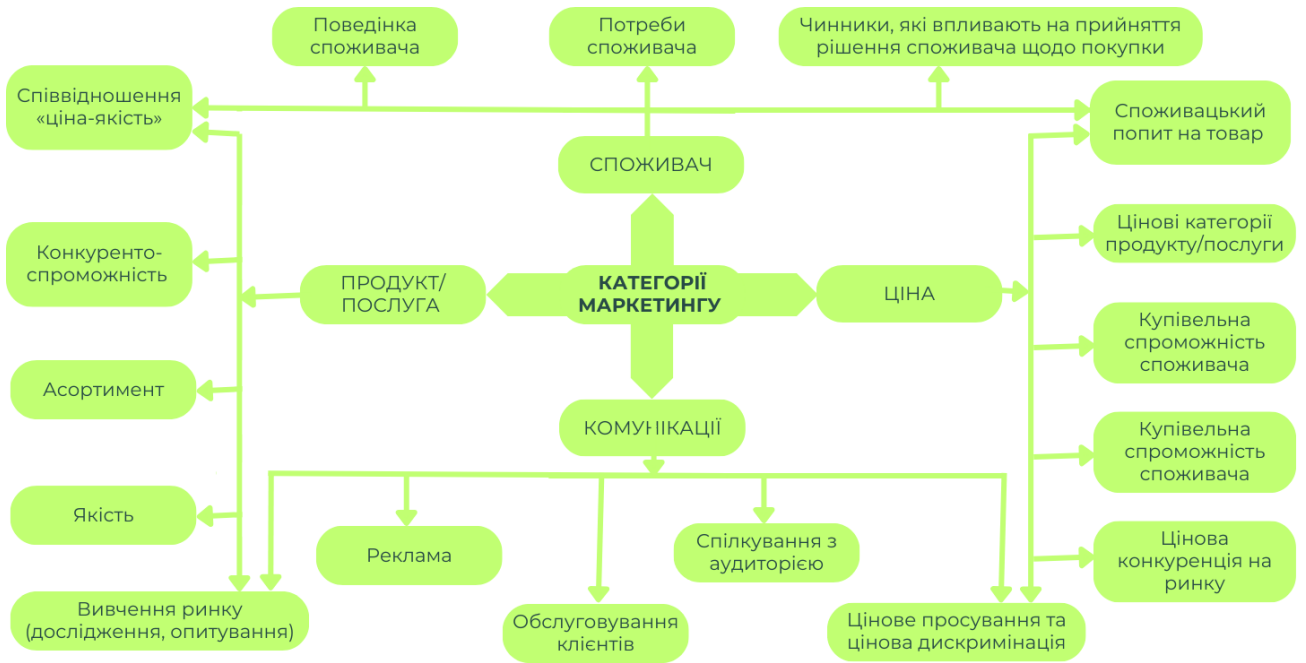 Поведінка
споживача
Потреби
споживача
Чинники, які впливають на прийняття
рішення споживача щодо покупки
Співвідношення
«ціна-якість»
Споживацький
попит на товар
СПОЖИВАЧ
Конкуренто-
спроможність
Цінові категорії
продукту/послуги
ПРОДУКТ/
ПОСЛУГА
КАТЕГОРІЇ
МАРКЕТИНГУ
ЦІНА
Купівельна
спроможність
споживача
Асортимент
КОМУНІКАЦІЇ
Купівельна
спроможність
споживача
Якість
Реклама
Спілкування з
аудиторією
Цінова
конкуренція на
ринку
Вивчення ринку
(дослідження, опитування)
Обслуговування
клієнтів
Цінове просування та
цінова дискримінація